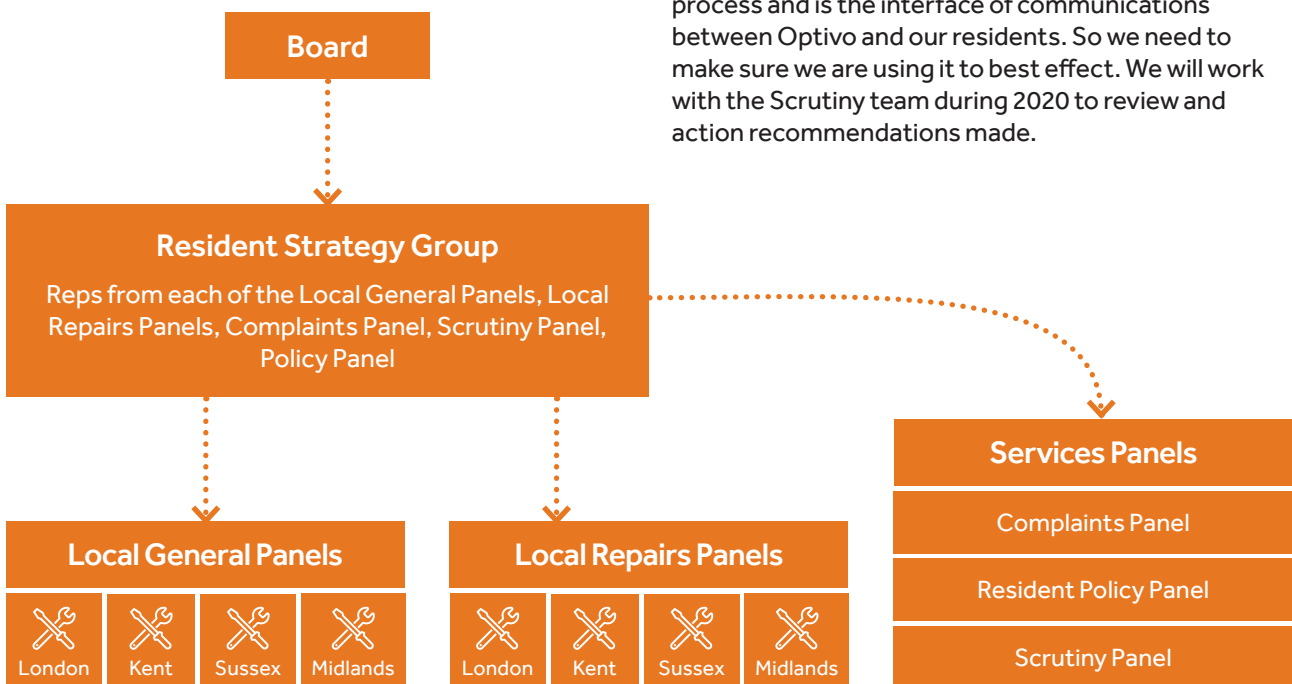 process and is the interface of communications
between Optivo and our residents. So we need to
make sure we are using it to best effect. We will work
with the Scrutiny team during 2020 to review and
action recommendations made.
Board
Resident Strategy Group
Reps from each of the Local General Panels, Local
Repairs Panels, Complaints Panel, Scrutiny Panel,
Policy Panel
Local General Panels
London Kent Sussex Midlands
Local Repairs Panels
London Kent Sussex Midlands
Services Panels
Complaints Panel
Resident Policy Panel
Scrutiny Panel